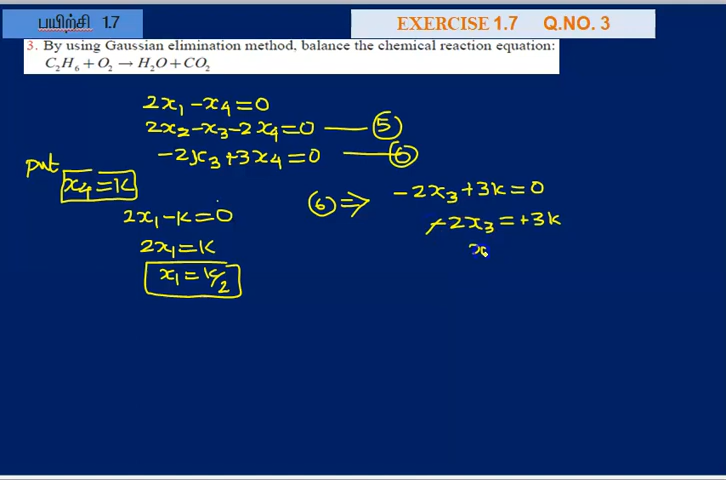 பயிற்சி 1.7
EXERCISE 1.7 Q.NO. 3
3. By using Gaussian elimination method, balance the chemical reaction equation:
C₂H₆ + O₂ → H₂O + CO₂
2x₁ - x₄ = 0
2x₂ - x₃ - 2x₄ = 0 —— ⑤
-2x₃ + 3x₄ = 0 —— ⑥
put
x₄ = K
2x₁ - K = 0
2x₁ = K
x₁ = K/2
⑥ ⇒ -2x₃ + 3K = 0
-2x₃ = +3K
x